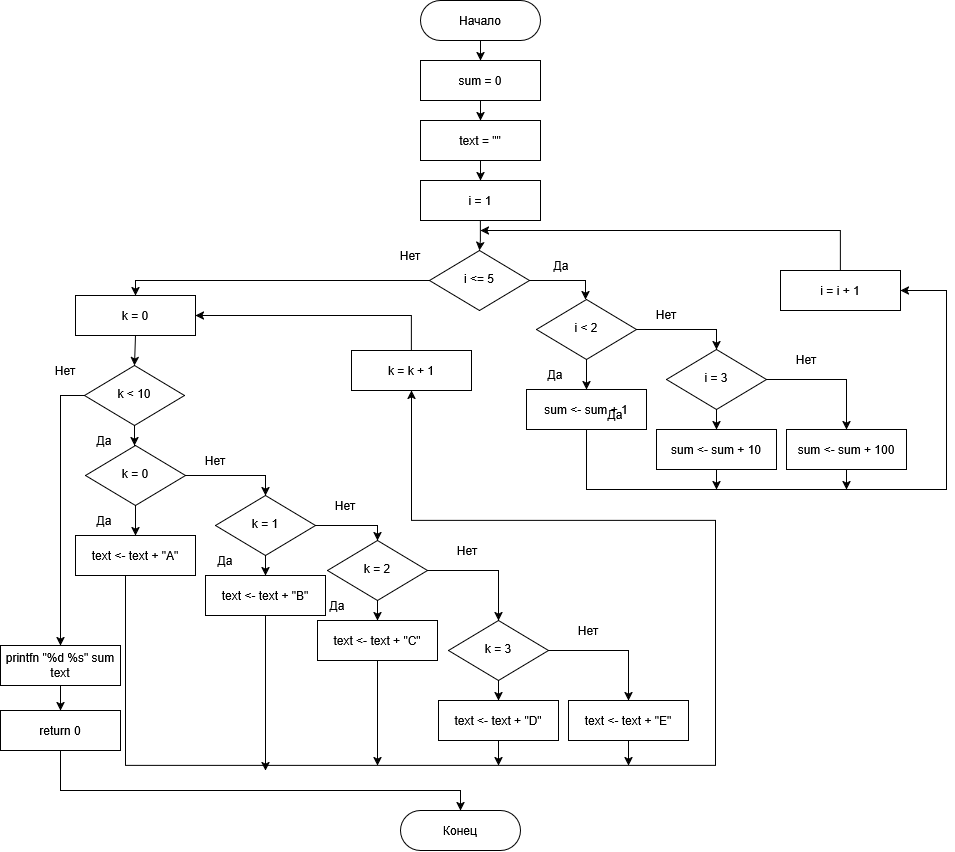 Начало
sum = 0
text = ""
i = 1
i <= 5
Нет
Да
i = i + 1
k = 0
i < 2
Нет
Да
i = 3
Нет
Да
sum <- sum + 1
sum <- sum + 10
sum <- sum + 100
k = k + 1
k < 10
Нет
Да
k = 0
Нет
Да
text <- text + "A"
k = 1
Нет
Да
text <- text + "B"
k = 2
Нет
Да
text <- text + "C"
k = 3
Нет
text <- text + "D"
text <- text + "E"
printfn "%d %s" sum
text
return 0
Конец